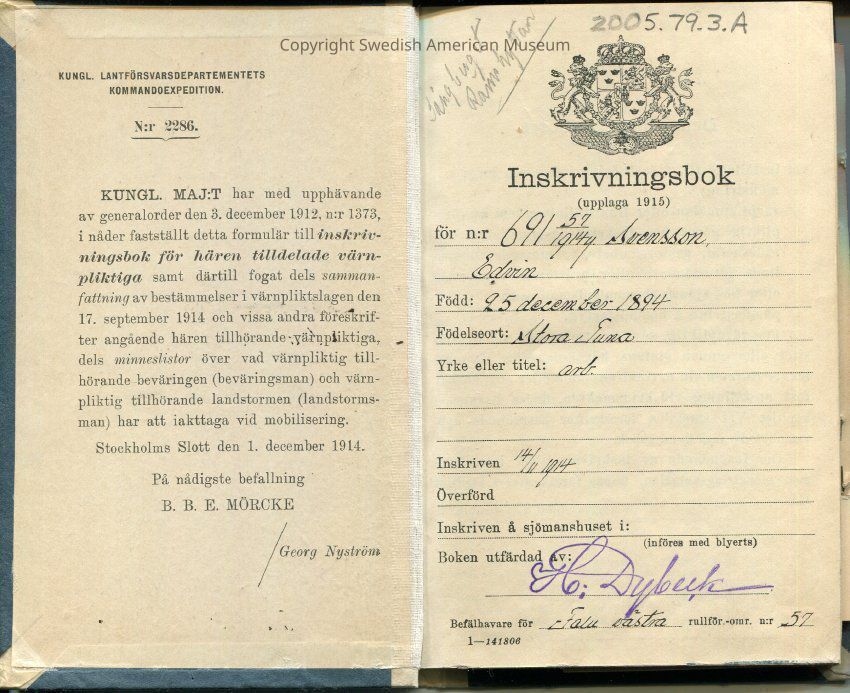 Copyright Swedish American Museum
KUNGL. LANTFÖRSVARSDEPARTEMENTETS
KOMMANDOEXPEDITION.
N:r 2286.
KUNGL. MAJ:T har med upphävande
av generalorder den 3. december 1912, n:r 1373,
i nåder fastställt detta formulär till inskriv-
ningsbok för hären tilldelade värn-
pliktiga samt därtill fogat dels samman-
fattning av bestämmelser i värnpliktslagen den
17. september 1914 och vissa andra föreskrif-
ter angående hären tillhörande värnpliktiga,
dels minneslistor över vad värnpliktig till-
hörande beväringen (beväringsman) och värn-
pliktig tillhörande landstormen (landstorms-
man) har att iakttaga vid mobilisering.
Stockholms Slott den 1. december 1914.
På nådigste befallning
B. B. E. MÖRCKE
/Georg Nyström
2005.79.3.A
Inskrivningsbok
(upplaga 1915)
för n:r 691 57/1914 Svensson,
Edvin
Född: 25 december 1894
Födelseort: Stora Tuna
Yrke eller titel: arb.
Inskriven 14/11 1914
Överförd
Inskriven å sjömanshuset i:
(införes med blyerts)
Boken utfärdad av:
H. Dybeck
Befälhavare för Falu västra rullför.-omr. n:r 57
1—141806